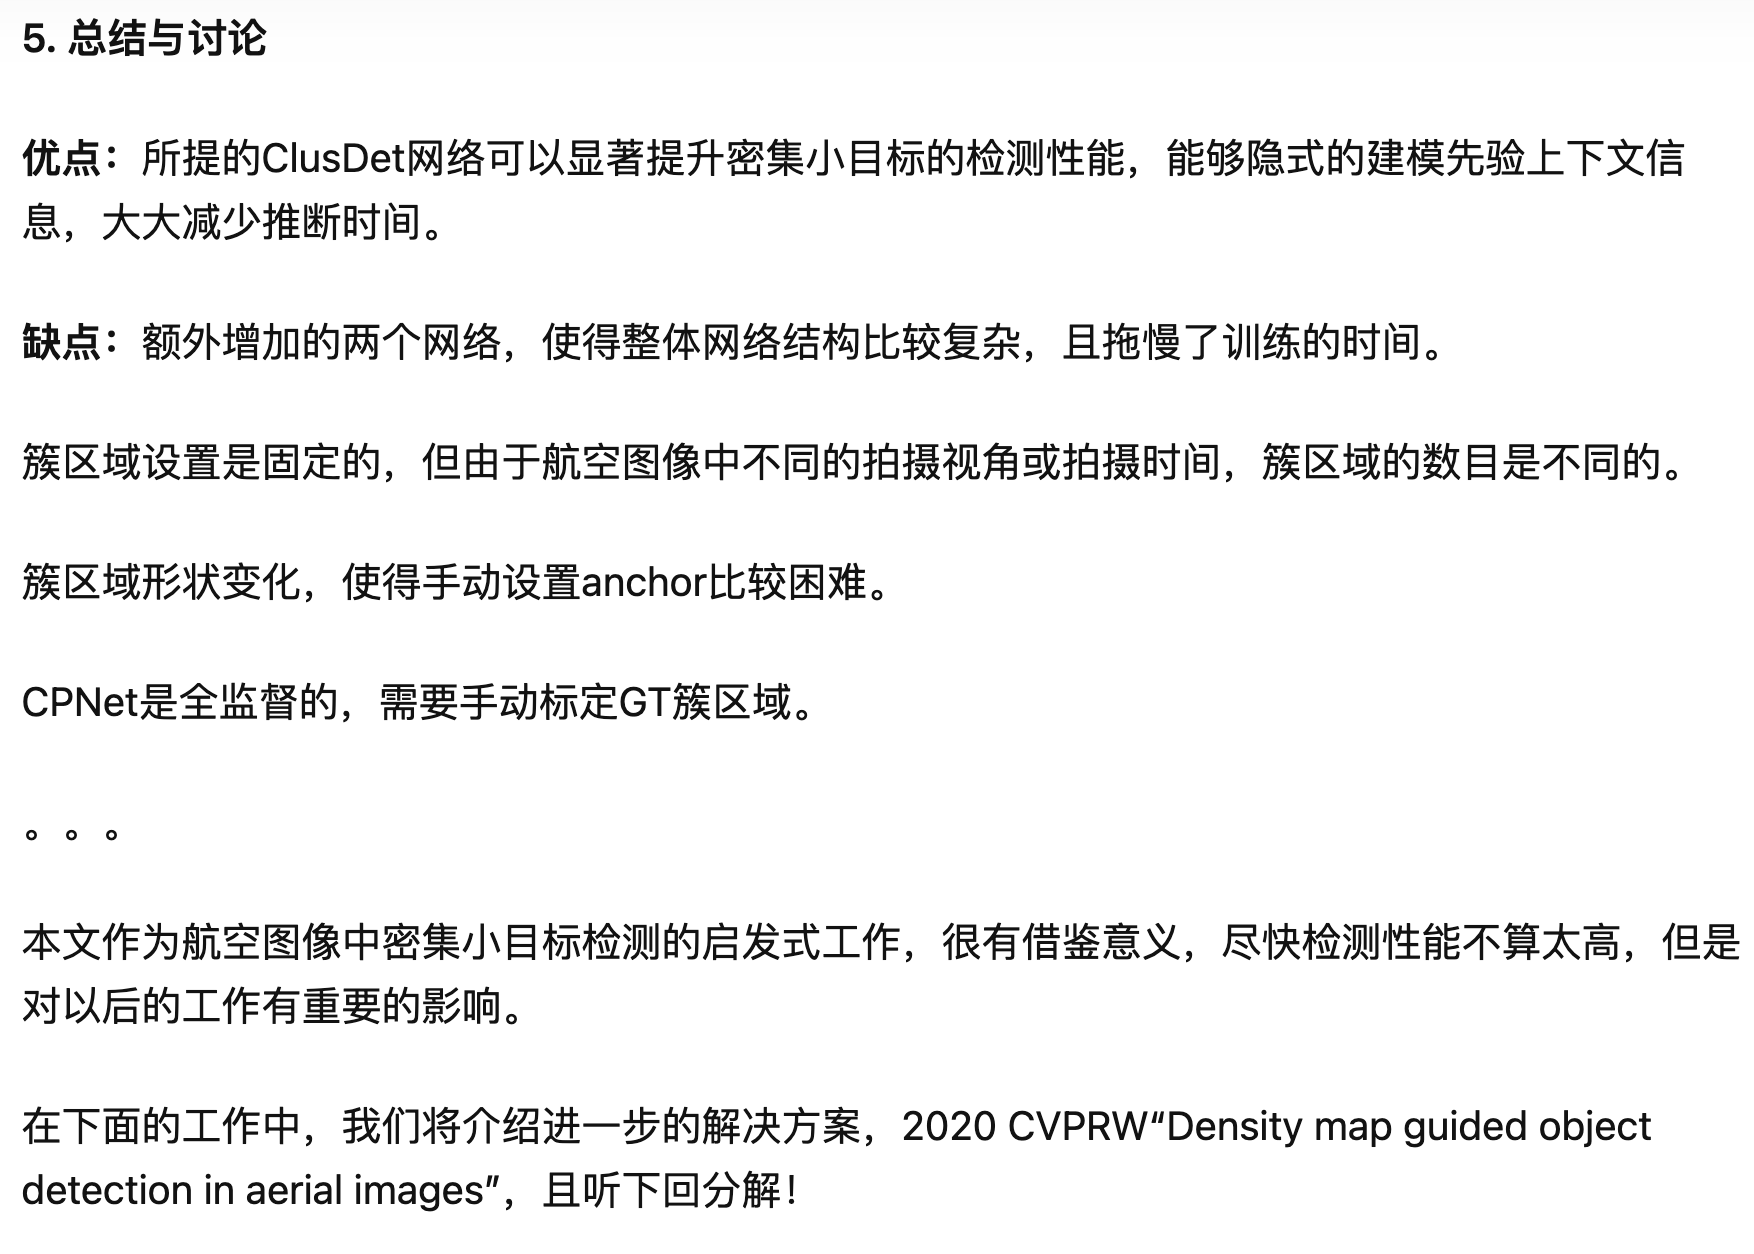 5. 总结与讨论
优点：所提的ClusDet网络可以显著提升密集小目标的检测性能，能够隐式的建模先验上下文信
息，大大减少推断时间。
缺点：额外增加的两个网络，使得整体网络结构比较复杂，且拖慢了训练的时间。
簇区域设置是固定的，但由于航空图像中不同的拍摄视角或拍摄时间，簇区域的数目是不同的。
簇区域形状变化，使得手动设置anchor比较困难。
CPNet是全监督的，需要手动标定GT簇区域。
。。。
本文作为航空图像中密集小目标检测的启发式工作，很有借鉴意义，尽快检测性能不算太高，但是
对以后的工作有重要的影响。
在下面的工作中，我们将介绍进一步的解决方案，2020 CVPRW“Density map guided object
detection in aerial images”，且听下回分解！